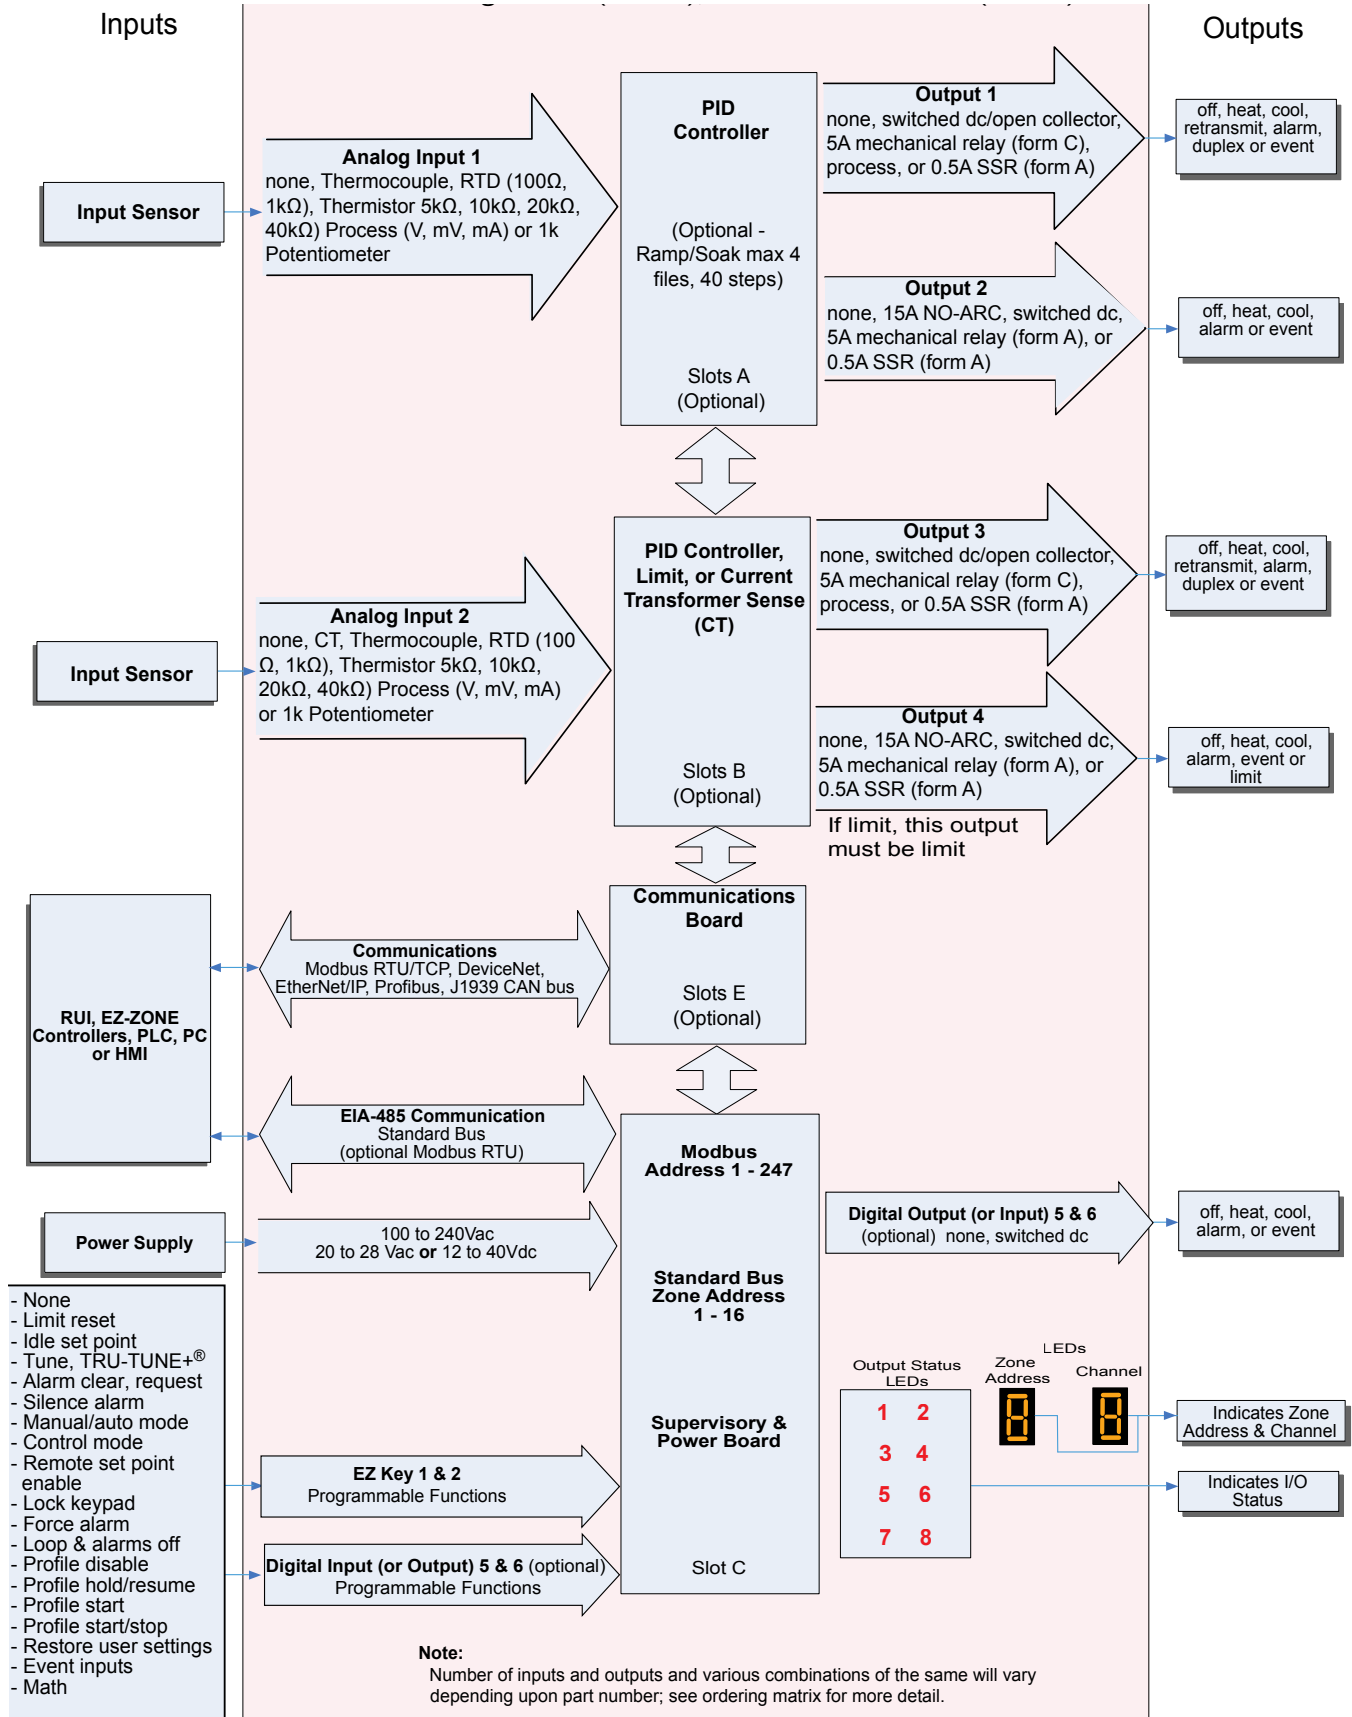 Inputs
Outputs
PID
Controller
(Optional -
Ramp/Soak max 4
files, 40 steps)
Slots A
(Optional)
Output 1
none, switched dc/open collector,
5A mechanical relay (form C),
process, or 0.5A SSR (form A)
off, heat, cool,
retransmit, alarm,
duplex or event
Analog Input 1
none, Thermocouple, RTD (100Ω,
1kΩ), Thermistor 5kΩ, 10kΩ, 20kΩ,
40kΩ) Process (V, mV, mA) or 1k
Potentiometer
Input Sensor
Output 2
none, 15A NO-ARC, switched dc,
5A mechanical relay (form A), or
0.5A SSR (form A)
off, heat, cool,
alarm or event
PID Controller,
Limit, or Current
Transformer Sense
(CT)
Slots B
(Optional)
Output 3
none, switched dc/open collector,
5A mechanical relay (form C),
process, or 0.5A SSR (form A)
off, heat, cool,
retransmit, alarm,
duplex or event
Analog Input 2
none, CT, Thermocouple, RTD (100
Ω, 1kΩ), Thermistor 5kΩ, 10kΩ,
20kΩ, 40kΩ) Process (V, mV, mA)
or 1k Potentiometer
Input Sensor
Output 4
none, 15A NO-ARC, switched dc,
5A mechanical relay (form A), or
0.5A SSR (form A)
If limit, this output
must be limit
off, heat, cool,
alarm, event or
limit
Communications
Board
Slots E
(Optional)
Communications
Modbus RTU/TCP, DeviceNet,
EtherNet/IP, Profibus, J1939 CAN bus
RUI, EZ-ZONE
Controllers, PLC, PC
or HMI
EIA-485 Communication
Standard Bus
(optional Modbus RTU)
Modbus
Address 1 - 247
Standard Bus
Zone Address
1 - 16
Supervisory &
Power Board
Slot C
Power Supply
100 to 240Vac
20 to 28 Vac or 12 to 40Vdc
Digital Output (or Input) 5 & 6
(optional) none, switched dc
off, heat, cool,
alarm, or event
- None
- Limit reset
- Idle set point
- Tune, TRU-TUNE+®
- Alarm clear, request
- Silence alarm
- Manual/auto mode
- Control mode
- Remote set point
enable
- Lock keypad
- Force alarm
- Loop & alarms off
- Profile disable
- Profile hold/resume
- Profile start
- Profile start/stop
- Restore user settings
- Event inputs
- Math
EZ Key 1 & 2
Programmable Functions
Digital Input (or Output) 5 & 6 (optional)
Programmable Functions
Output Status
LEDs
1 2
3 4
5 6
7 8
LEDs
Zone
Address
Channel
8
8
Indicates Zone
Address & Channel
Indicates I/O
Status
Note:
Number of inputs and outputs and various combinations of the same will vary
depending upon part number; see ordering matrix for more detail.